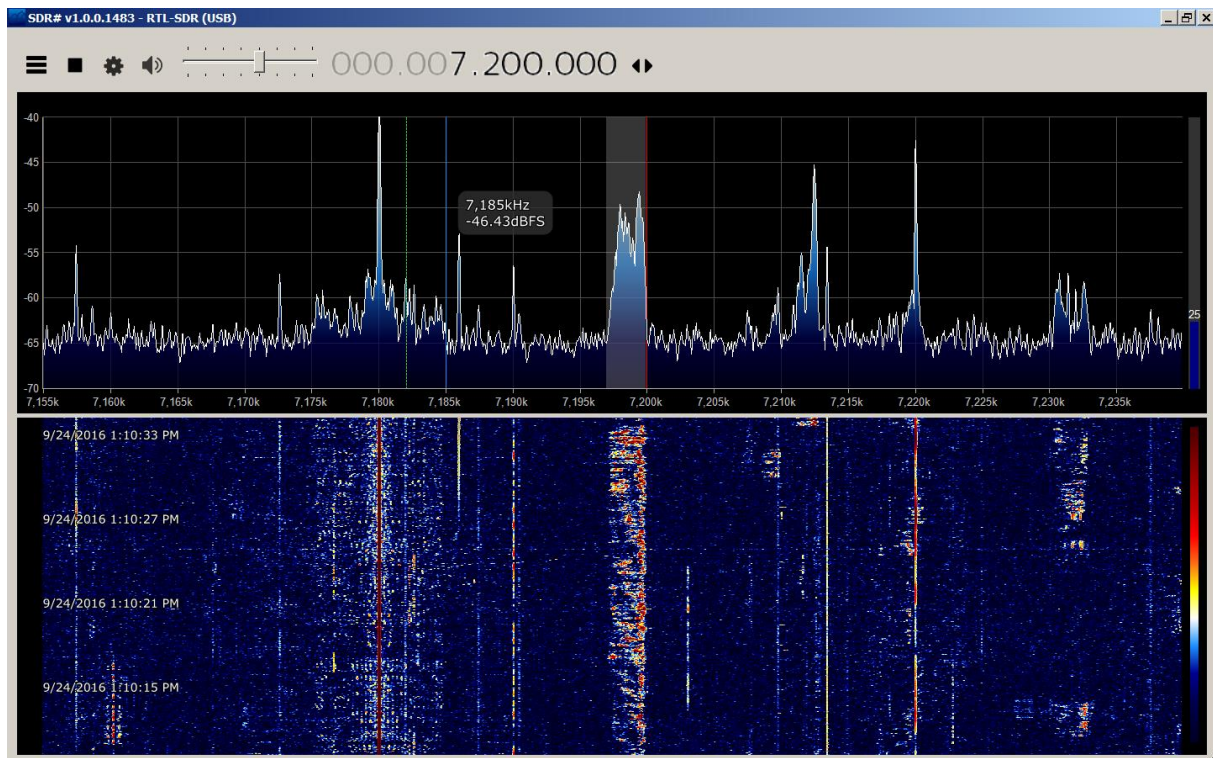 SDR# v1.0.0.1483 - RTL-SDR (USB)
000.007.200.000
-40
-45
-50
-55
-60
-65
-70
7,185kHz
-46.43dBFS
25
7,155k 7,160k 7,165k 7,170k 7,175k 7,180k 7,185k 7,190k 7,195k 7,200k 7,205k 7,210k 7,215k 7,220k 7,225k 7,230k 7,235k
9/24/2016 1:10:33 PM
9/24/2016 1:10:27 PM
9/24/2016 1:10:21 PM
9/24/2016 1:10:15 PM